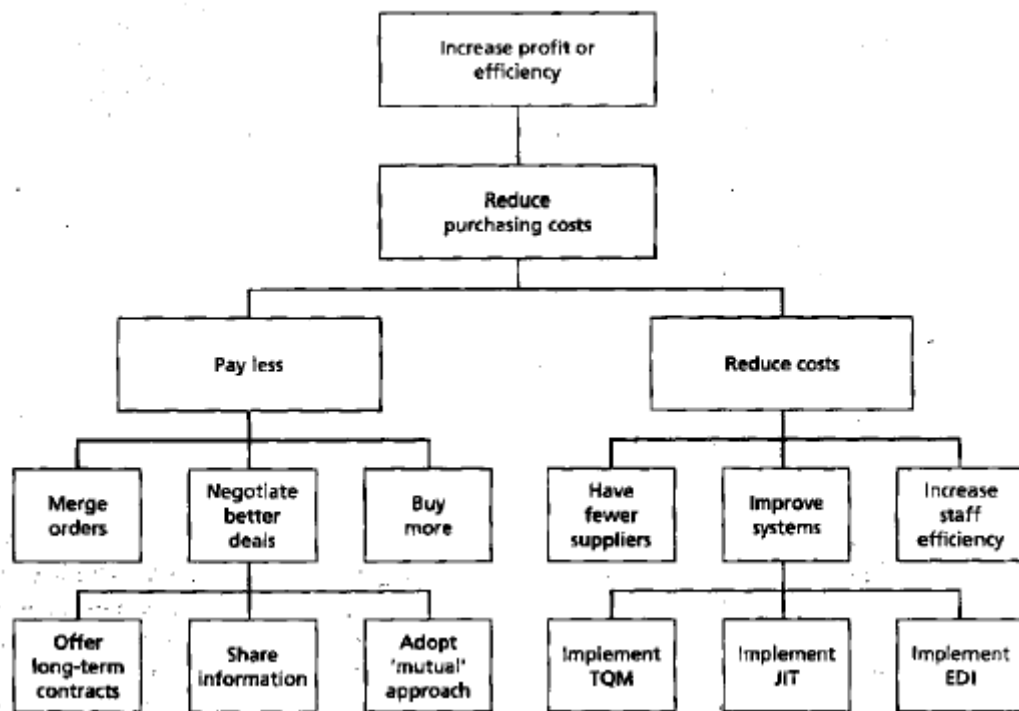 Increase profit or
efficiency
Reduce
purchasing costs
Pay less
Reduce costs
Merge
orders
Negotiate
better
deals
Buy
more
Have
fewer
suppliers
Improve
systems
Increase
staff
efficiency
Offer
long-term
contracts
Share
information
Adopt
'mutual'
approach
Implement
TQM
Implement
JIT
Implement
EDI